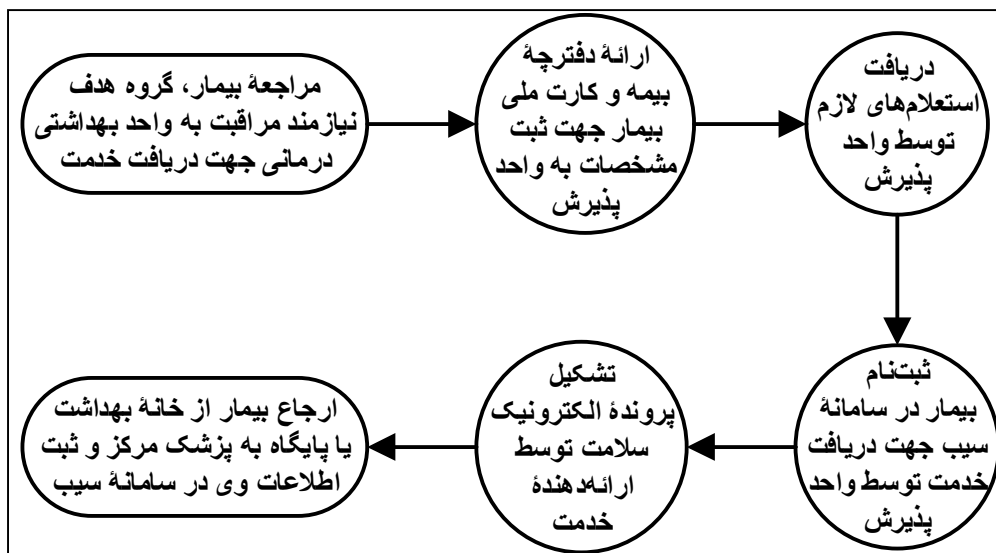 مراجعهٔ بیمار، گروه هدف
نیازمند مراقبت به واحد بهداشتی
درمانی جهت دریافت خدمت
ارائهٔ دفترچهٔ
بیمه و کارت ملی
بیمار جهت ثبت
مشخصات به واحد
پذیرش
دریافت
استعلام‌های لازم
توسط واحد
پذیرش
ثبت‌نام
بیمار در سامانهٔ
سیب جهت دریافت
خدمت توسط واحد
پذیرش
تشکیل
پروندهٔ الکترونیک
سلامت توسط
ارائه‌دهندهٔ
خدمت
ارجاع بیمار از خانهٔ بهداشت
یا پایگاه به پزشک مرکز و ثبت
اطلاعات وی در سامانهٔ سیب